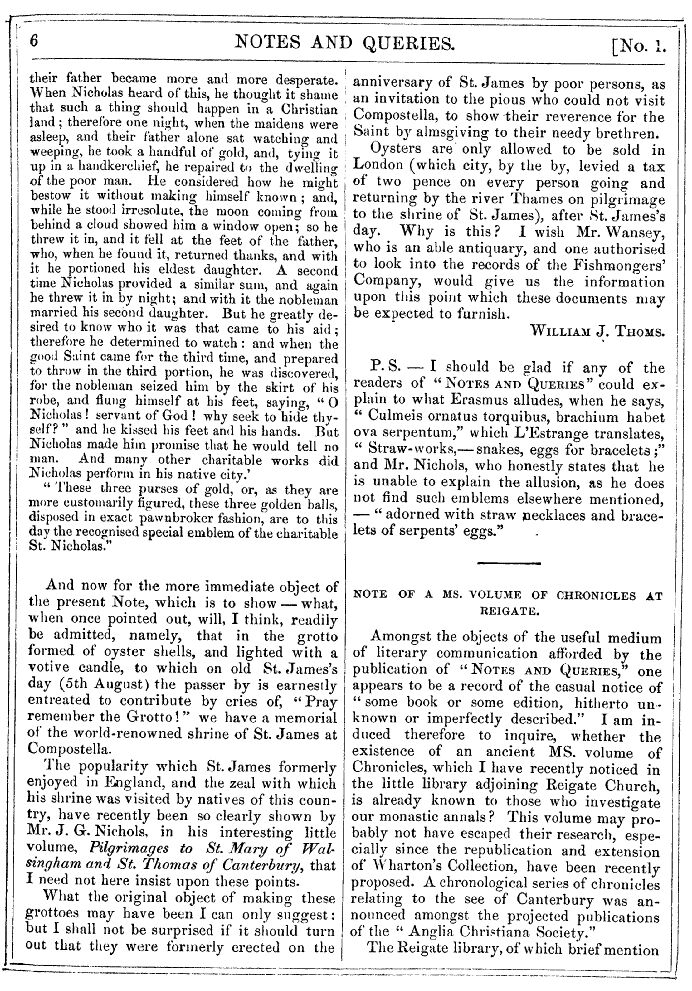 6 NOTES AND QUERIES. [No. 1.
their father became more and more desperate.
When Nicholas heard of this, he thought it shame
that such a thing should happen in a Christian
land; therefore one night, when the maidens were
asleep, and their father alone sat watching and
weeping, he took a handful of gold, and, tying it
up in a handkerchief, he repaired to the dwelling
of the poor man. He considered how he might
bestow it without making himself known; and,
while he stood irresolute, the moon coming from
behind a cloud showed him a window open; so he
threw it in, and it fell at the feet of the father,
who, when he found it, returned thanks, and with
it he portioned his eldest daughter. A second
time Nicholas provided a similar sum, and again
he threw it in by night; and with it the nobleman
married his second daughter. But he greatly de-
sired to know who it was that came to his aid;
therefore he determined to watch: and when the
good Saint came for the third time, and prepared
to throw in the third portion, he was discovered,
for the nobleman seized him by the skirt of his
robe, and flung himself at his feet, saying, “O
Nicholas! servant of God! why seek to hide thy-
self?” and he kissed his feet and his hands. But
Nicholas made him promise that he would tell no
man. And many other charitable works did
Nicholas perform in his native city.’
“These three purses of gold, or, as they are
more customarily figured, these three golden balls,
disposed in exact pawnbroker fashion, are to this
day the recognised special emblem of the charitable
St. Nicholas.”
And now for the more immediate object of
the present Note, which is to show — what,
when once pointed out, will, I think, readily
be admitted, namely, that in the grotto
formed of oyster shells, and lighted with a
votive candle, to which on old St. James's
day (5th August) the passer by is earnestly
entreated to contribute by cries of, “Pray
remember the Grotto!” we have a memorial
of the world-renowned shrine of St. James at
Compostella.
The popularity which St. James formerly
enjoyed in England, and the zeal with which
his shrine was visited by natives of this coun-
try, have recently been so clearly shown by
Mr. J. G. Nichols, in his interesting little
volume, Pilgrimages to St. Mary of Wal-
singham and St. Thomas of Canterbury, that
I need not here insist upon these points.
What the original object of making these
grottoes may have been I can only suggest:
but I shall not be surprised if it should turn
out that they were formerly erected on the
anniversary of St. James by poor persons, as
an invitation to the pious who could not visit
Compostella, to show their reverence for the
Saint by almsgiving to their needy brethren.
Oysters are only allowed to be sold in
London (which city, by the by, levied a tax
of two pence on every person going and
returning by the river Thames on pilgrimage
to the shrine of St. James), after St. James's
day. Why is this? I wish Mr. Wansey,
who is an able antiquary, and one authorised
to look into the records of the Fishmongers'
Company, would give us the information
upon this point which these documents may
be expected to furnish.
WILLIAM J. THOMS.
P. S. — I should be glad if any of the
readers of “NOTES AND QUERIES” could ex-
plain to what Erasmus alludes, when he says,
“Culmeis ornatus torquibus, brachium habet
ova serpentum,” which L'Estrange translates,
“Straw-works,— snakes, eggs for bracelets;”
and Mr. Nichols, who honestly states that he
is unable to explain the allusion, as he does
not find such emblems elsewhere mentioned,
— “adorned with straw necklaces and brace-
lets of serpents' eggs.”
NOTE OF A MS. VOLUME OF CHRONICLES AT
REIGATE.
Amongst the objects of the useful medium
of literary communication afforded by the
publication of “NOTES AND QUERIES,” one
appears to be a record of the casual notice of
“some book or some edition, hitherto un-
known or imperfectly described.” I am in-
duced therefore to inquire, whether the
existence of an ancient MS. volume of
Chronicles, which I have recently noticed in
the little library adjoining Reigate Church,
is already known to those who investigate
our monastic annals? This volume may pro-
bably not have escaped their research, espe-
cially since the republication and extension
of Wharton's Collection, have been recently
proposed. A chronological series of chronicles
relating to the see of Canterbury was an-
nounced amongst the projected publications
of the “Anglia Christiana Society.”
The Reigate library, of which brief mention